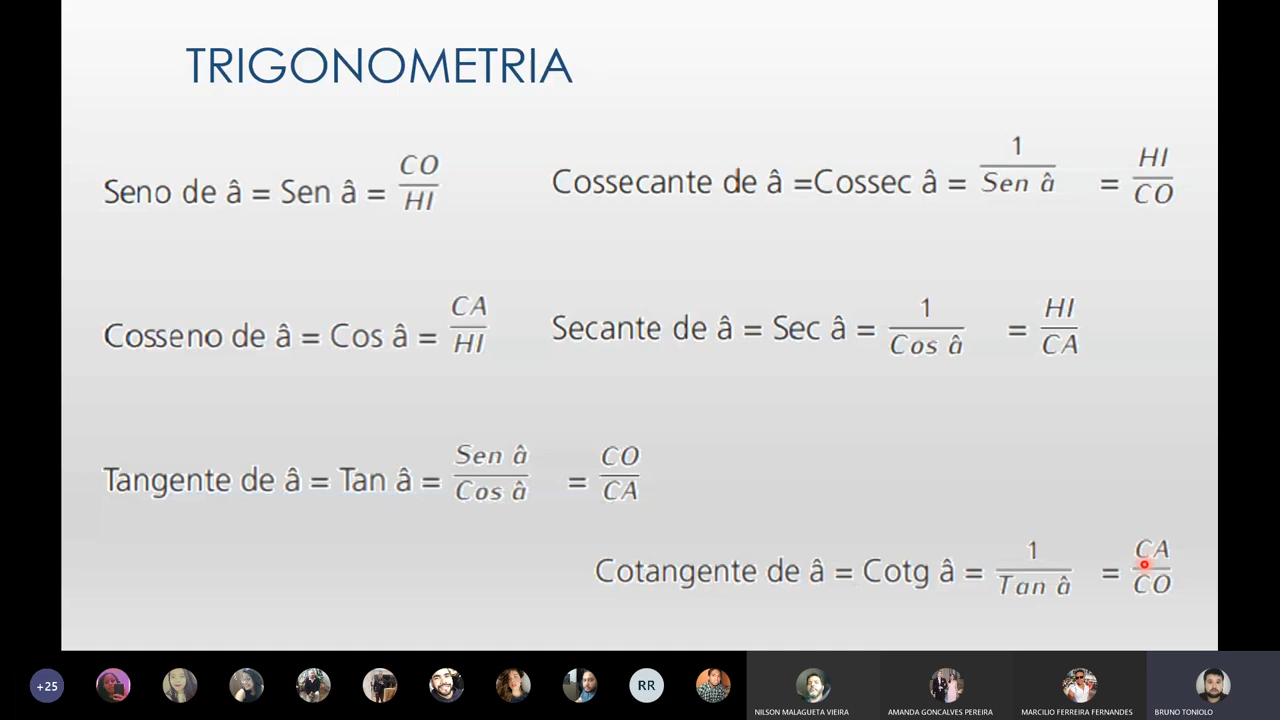 TRIGONOMETRIA
Seno de â = Sen â = CO/HI
Cossecante de â =Cossec â = 1/Sen â = HI/CO
Cosseno de â = Cos â = CA/HI
Secante de â = Sec â = 1/Cos â = HI/CA
Tangente de â = Tan â = Sen â/Cos â = CO/CA
Cotangente de â = Cotg â = 1/Tan â = CA/CO
+25
RR
NILSON MALAGUETA VIEIRA
AMANDA GONCALVES PEREIRA
MARCILIO FERREIRA FERNANDES
BRUNO TONIOLO